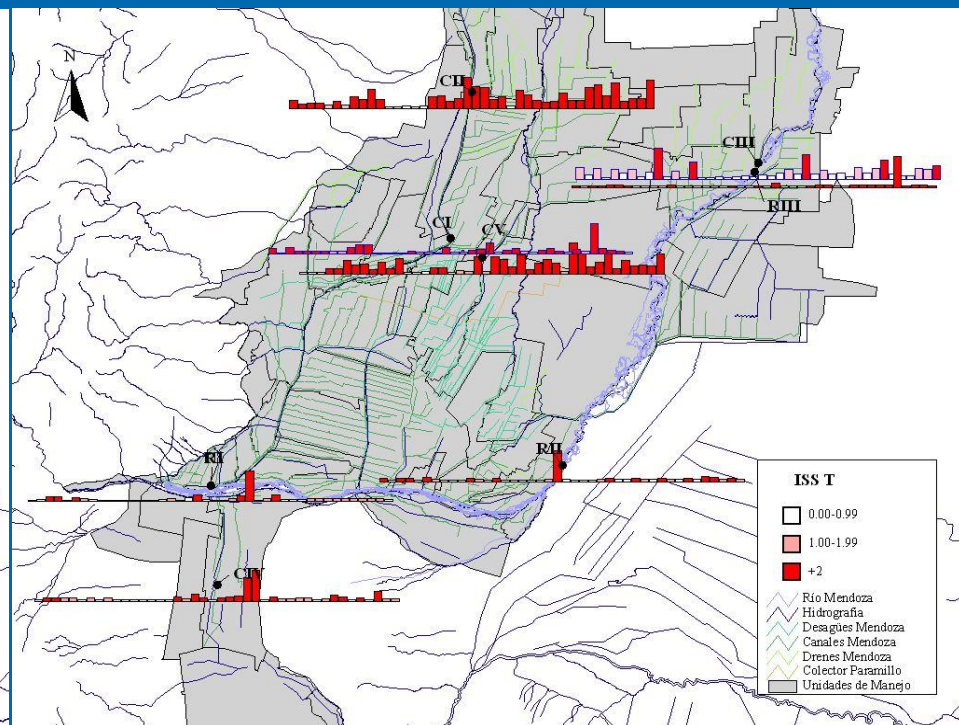 N
CII
CIII
RIII
CI
CV
RII
RI
CIV
ISS T
0.00-0.99
1.00-1.99
+2
Río Mendoza
Hidrografía
Desagües Mendoza
Canales Mendoza
Drenes Mendoza
Colector Paramillo
Unidades de Manejo